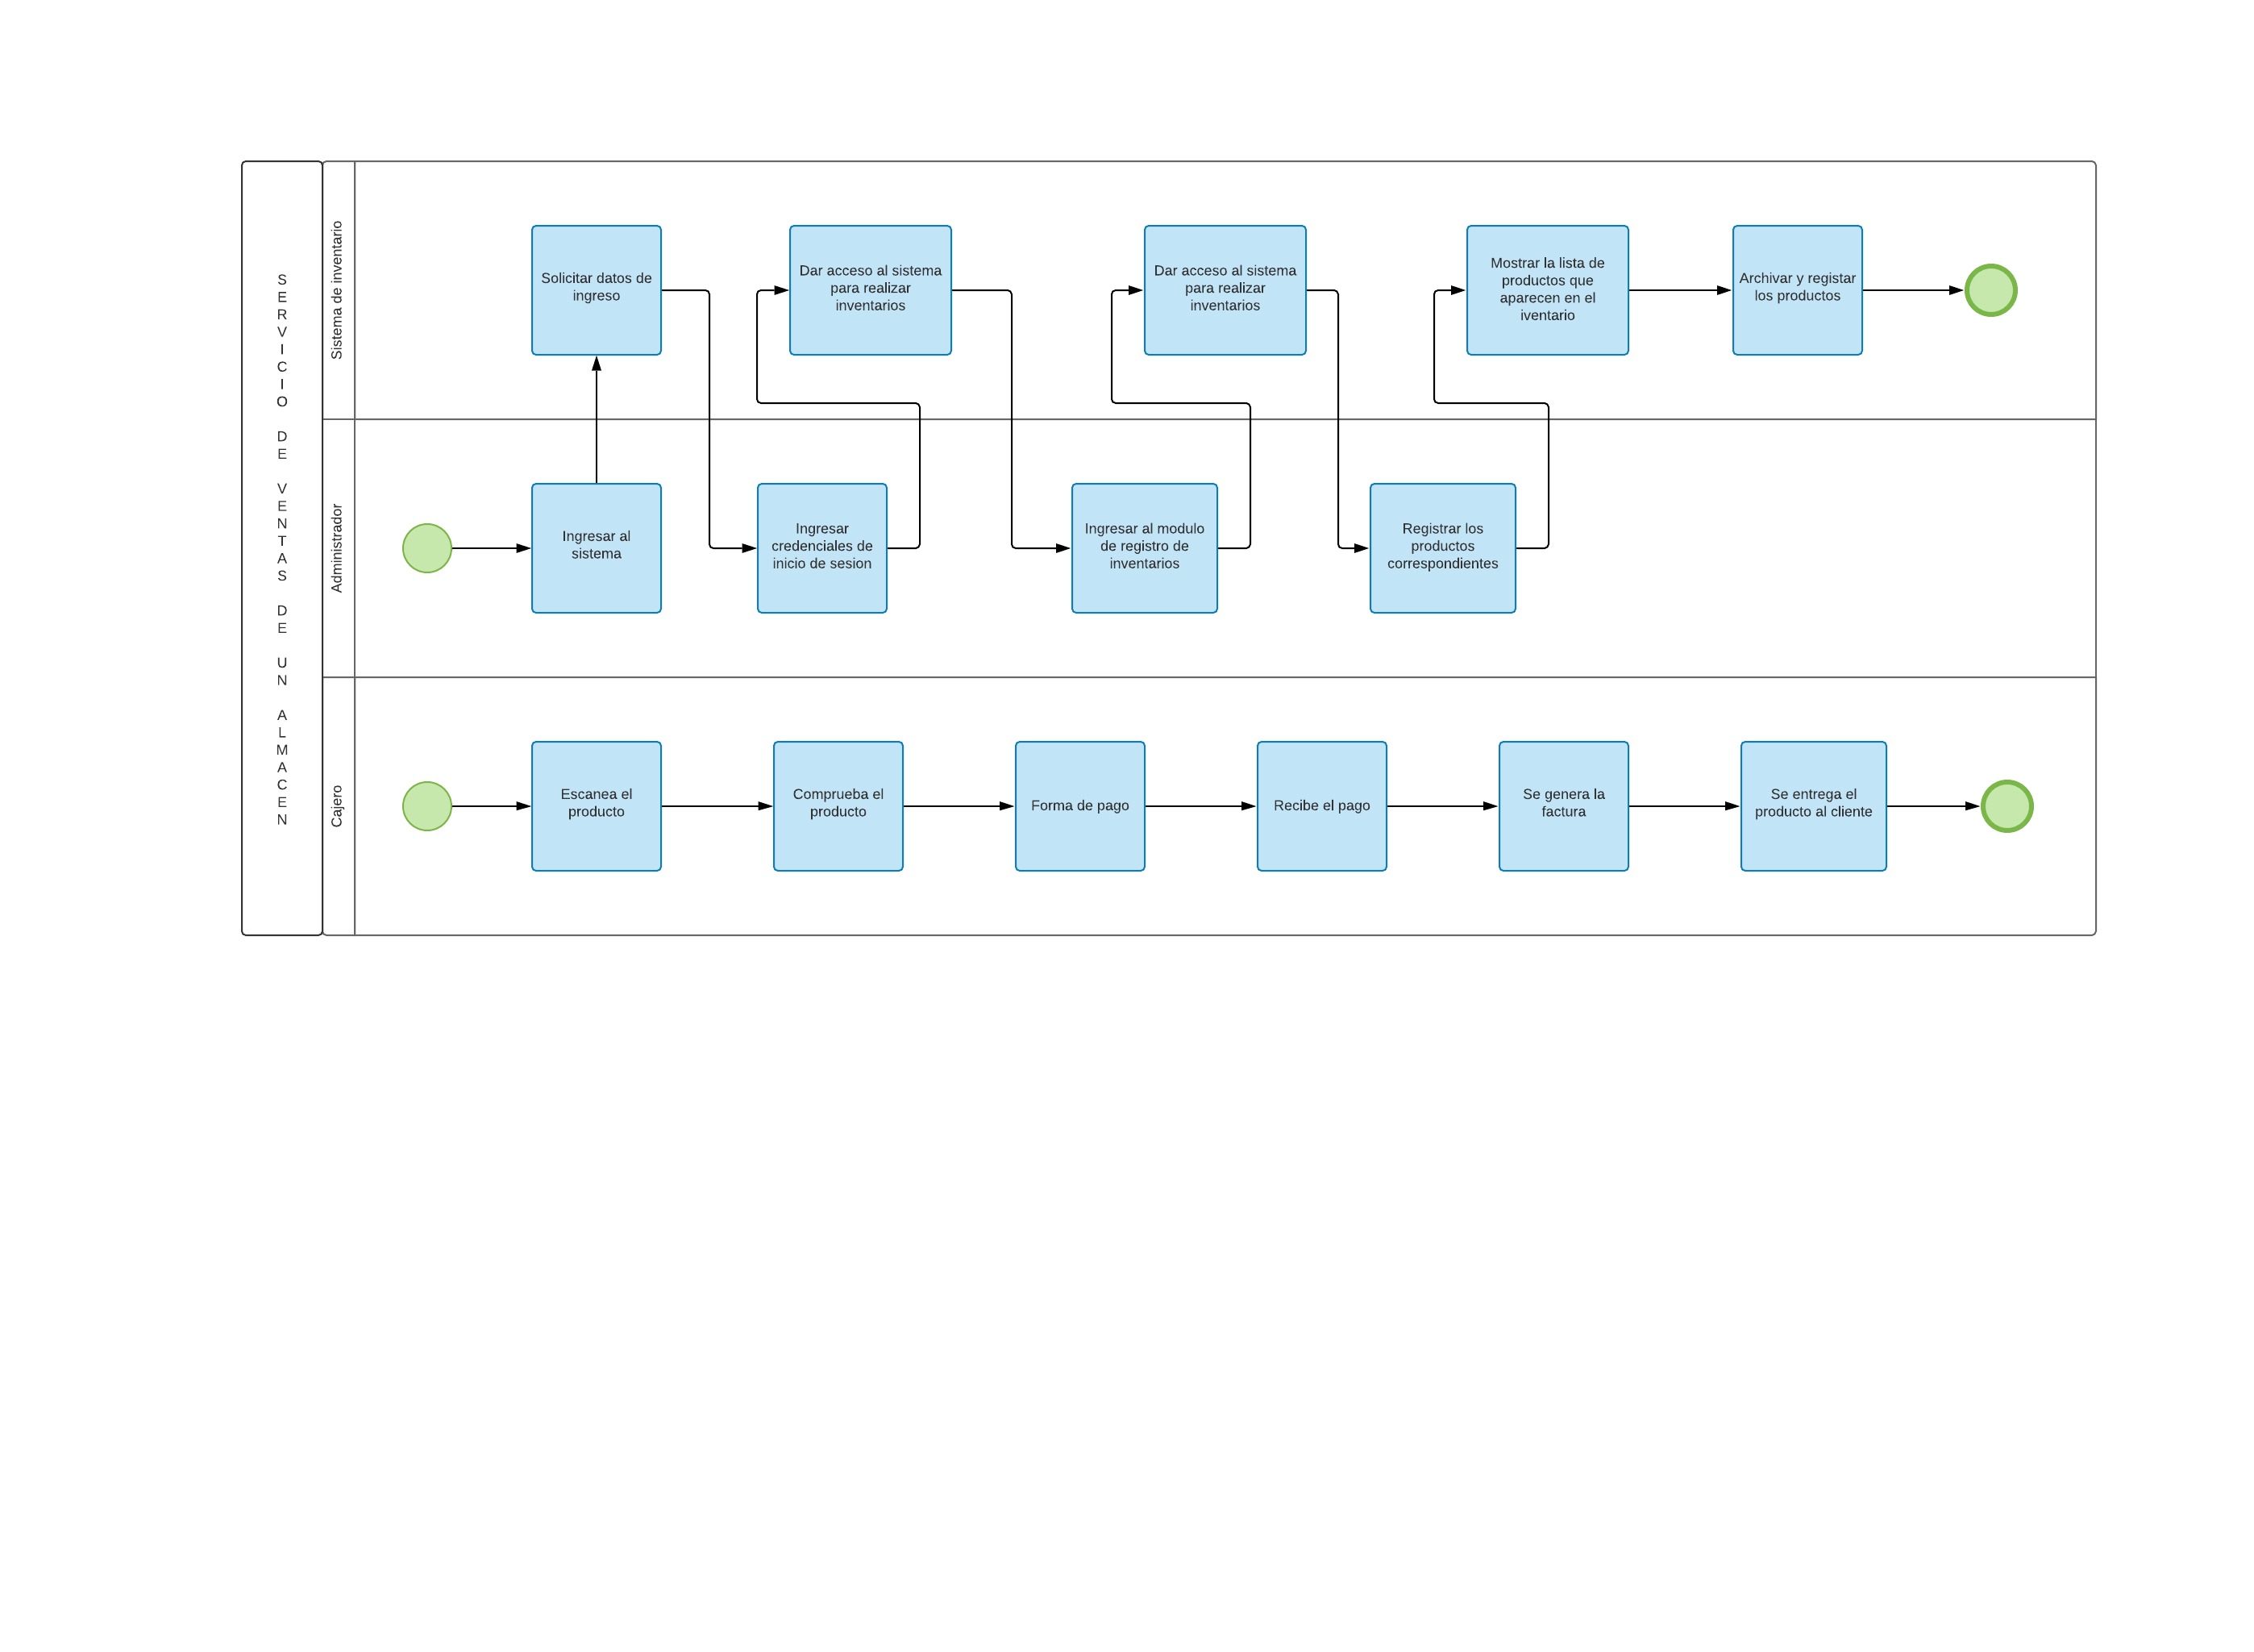 SERVICIO DE VENTAS DE UN ALMACEN
Sistema de inventario
Solicitar datos de
ingreso
Dar acceso al sistema
para realizar
inventarios
Dar acceso al sistema
para realizar
inventarios
Mostrar la lista de
productos que
aparecen en el
iventario
Archivar y registar
los productos
Administrador
Ingresar al
sistema
Ingresar
credenciales de
inicio de sesion
Ingresar al modulo
de registro de
inventarios
Registrar los
productos
correspondientes
Cajero
Escanea el
producto
Comprueba el
producto
Forma de pago
Recibe el pago
Se genera la
factura
Se entrega el
producto al cliente